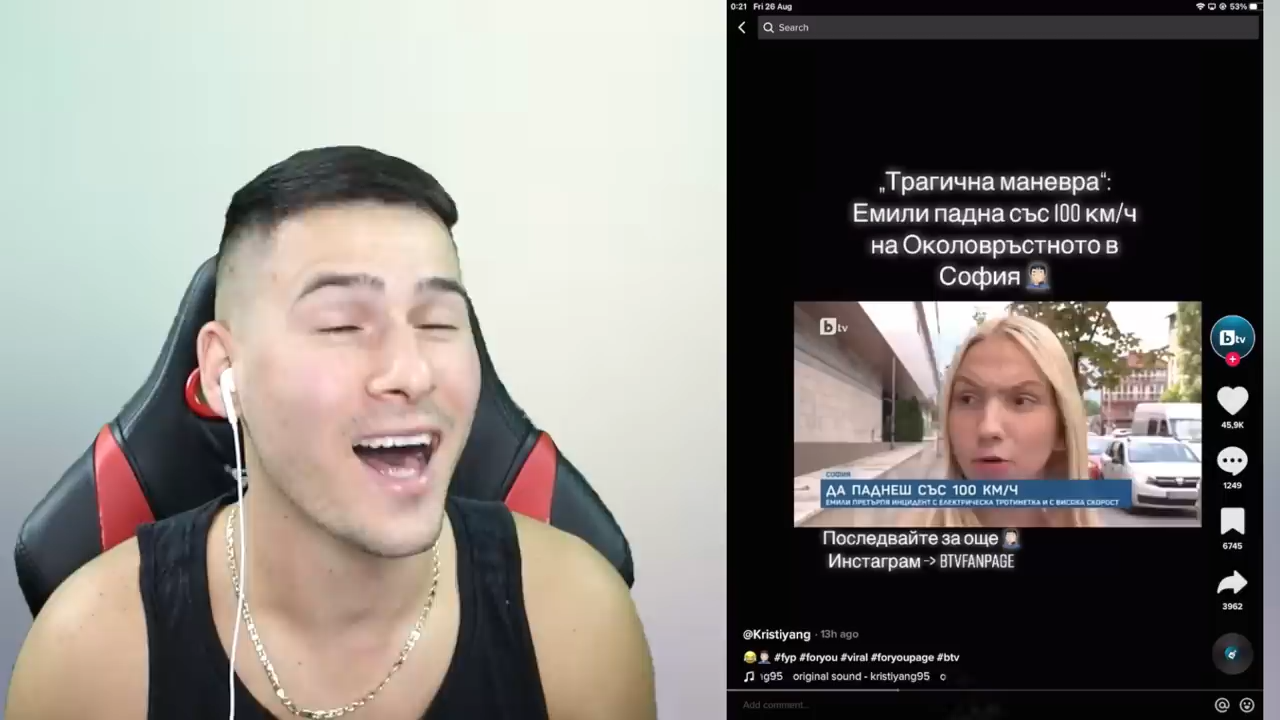 0:21 Fri 26 Aug
53%
Search
„Трагична маневра“:
Емили падна със 100 км/ч
на Околовръстното в
София
btv
СОФИЯ
ДА ПАДНЕШ СЪС 100 КМ/Ч
ЕМИЛИ ПРЕТЪРПЯ ИНЦИДЕНТ С ЕЛЕКТРИЧЕСКА ТРОТИНЕТКА И С ВИСОКА СКОРОСТ
btv
45,9K
1249
6745
3962
Последвайте за още
Инстаграм -> BTVFANPAGE
@Kristiyang · 13h ago
#fyp #foryou #viral #foryoupage #btv
g95 original sound - kristiyang95
Add comment...